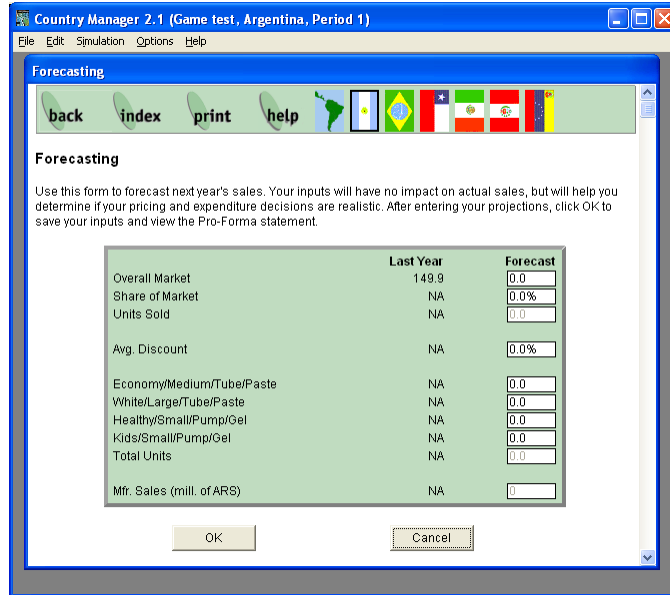 Country Manager 2.1 (Game test, Argentina, Period 1)
File Edit Simulation Options Help
Forecasting
back index print help
Forecasting
Use this form to forecast next year's sales. Your inputs will have no impact on actual sales, but will help you
determine if your pricing and expenditure decisions are realistic. After entering your projections, click OK to
save your inputs and view the Pro-Forma statement.
Last Year Forecast
Overall Market 149.9 0.0
Share of Market NA 0.0%
Units Sold NA 0.0
Avg. Discount NA 0.0%
Economy/Medium/Tube/Paste NA 0.0
White/Large/Tube/Paste NA 0.0
Healthy/Small/Pump/Gel NA 0.0
Kids/Small/Pump/Gel NA 0.0
Total Units NA 0.0
Mfr. Sales (mill. of ARS) NA 0
OK Cancel